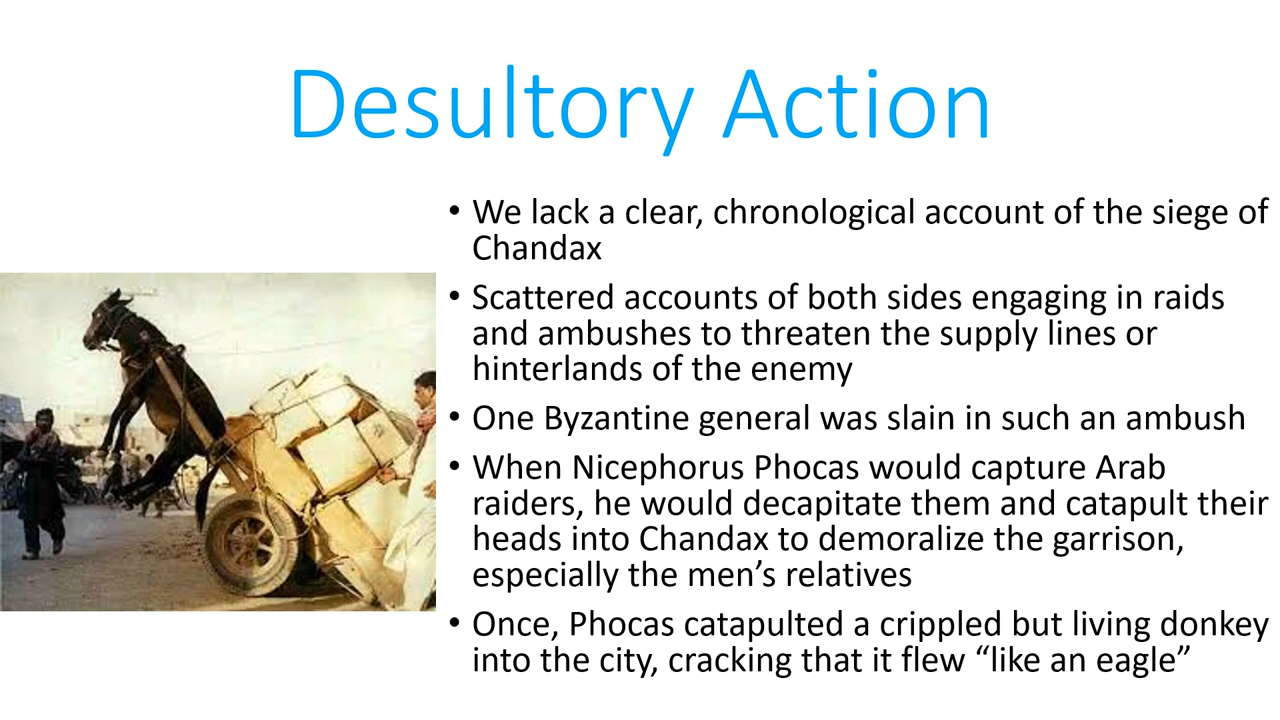 Desultory Action
• We lack a clear, chronological account of the siege of
Chandax
• Scattered accounts of both sides engaging in raids
and ambushes to threaten the supply lines or
hinterlands of the enemy
• One Byzantine general was slain in such an ambush
• When Nicephorus Phocas would capture Arab
raiders, he would decapitate them and catapult their
heads into Chandax to demoralize the garrison,
especially the men’s relatives
• Once, Phocas catapulted a crippled but living donkey
into the city, cracking that it flew “like an eagle”